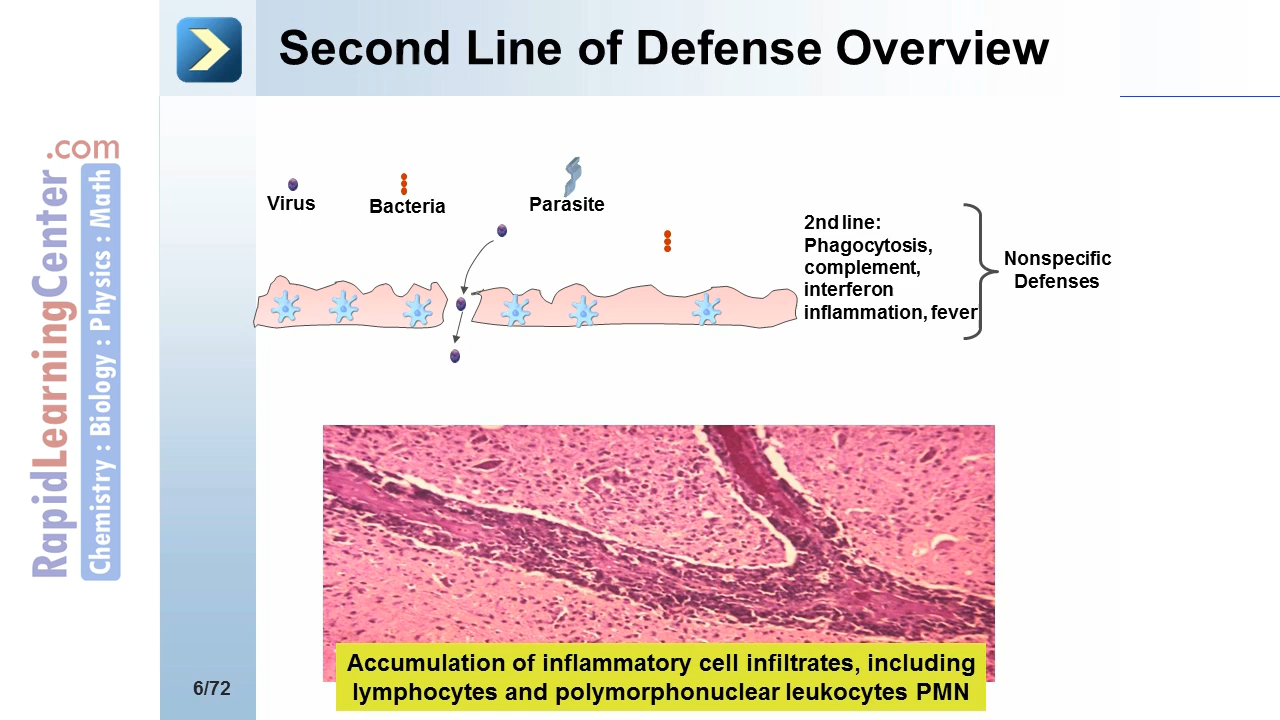 Second Line of Defense Overview
RapidLearningCenter.com
Chemistry : Biology : Physics : Math
Virus
Bacteria
Parasite
2nd line:
Phagocytosis,
complement,
interferon
inflammation, fever
Nonspecific
Defenses
Accumulation of inflammatory cell infiltrates, including
lymphocytes and polymorphonuclear leukocytes PMN
6/72